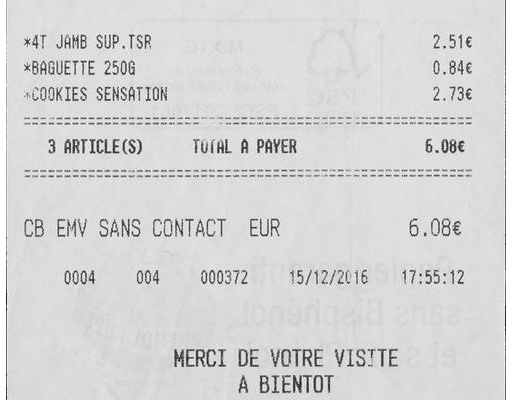 *4T JAMB SUP.TSR 2.51€
*BAGUETTE 250G 0.84€
*COOKIES SENSATION 2.73€
3 ARTICLE(S) TOTAL A PAYER 6.08€
CB EMV SANS CONTACT EUR 6.08€
0004 004 000372 15/12/2016 17:55:12
MERCI DE VOTRE VISITE
A BIENTOT